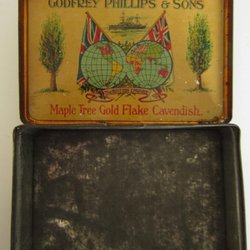 GODFREY PHILLIPS & SONS
Maple Tree Gold Flake Cavendish.